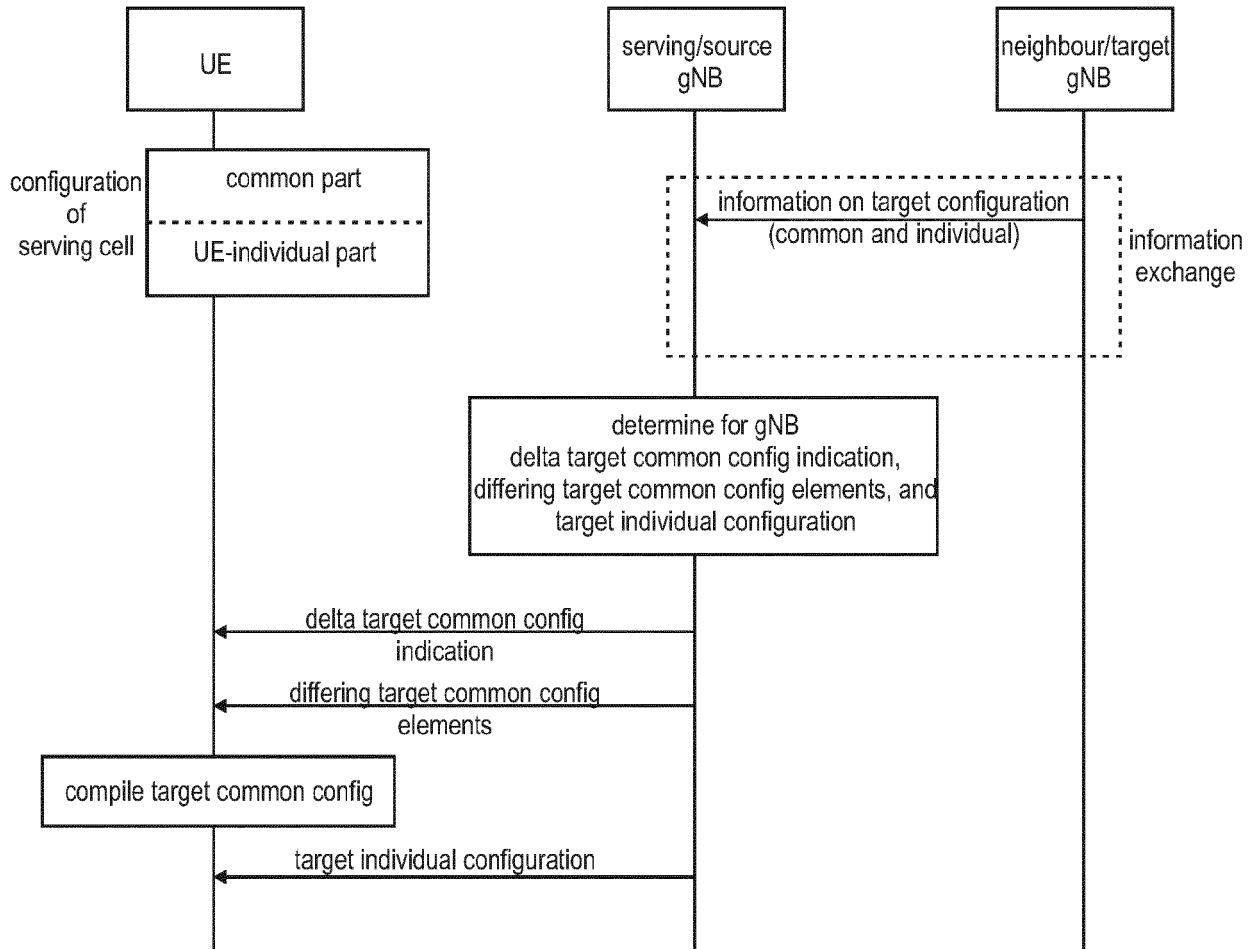 UE
serving/source
gNB
neighbour/target
gNB
configuration
of
serving cell
common part
UE-individual part
information on target configuration
(common and individual)
information
exchange
determine for gNB
delta target common config indication,
differing target common config elements, and
target individual configuration
delta target common config
indication
differing target common config
elements
compile target common config
target individual configuration